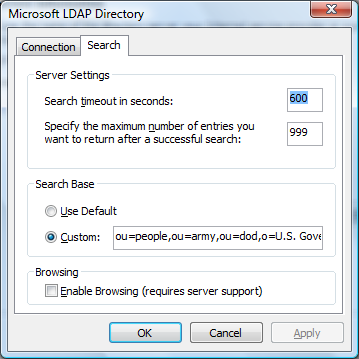 Microsoft LDAP Directory
Connection
Search
Server Settings
Search timeout in seconds:
600
Specify the maximum number of entries you
want to return after a successful search:
999
Search Base
Use Default
Custom:
ou=people,ou=army,ou=dod,o=U.S. Gove
Browsing
Enable Browsing (requires server support)
OK
Cancel
Apply